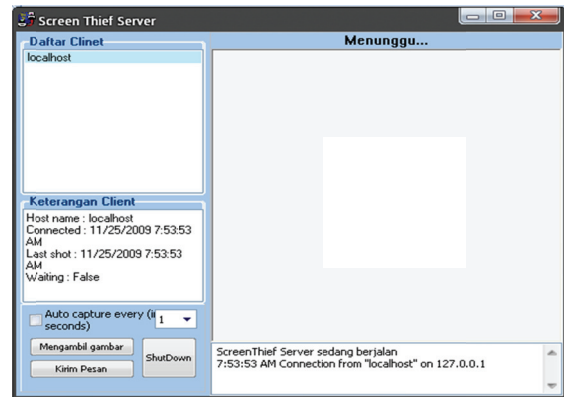 Screen Thief Server
Daftar Clinet
localhost
Keterangan Client
Host name : localhost
Connected : 11/25/2009 7:53:53
AM
Last shot : 11/25/2009 7:53:53
AM
Waiting : False
Auto capture every (i
seconds)
1
Mengambil gambar
Kirim Pesan
ShutDown
Menunggu...
ScreenThief Server sedang berjalan
7:53:53 AM Connection from "localhost" on 127.0.0.1